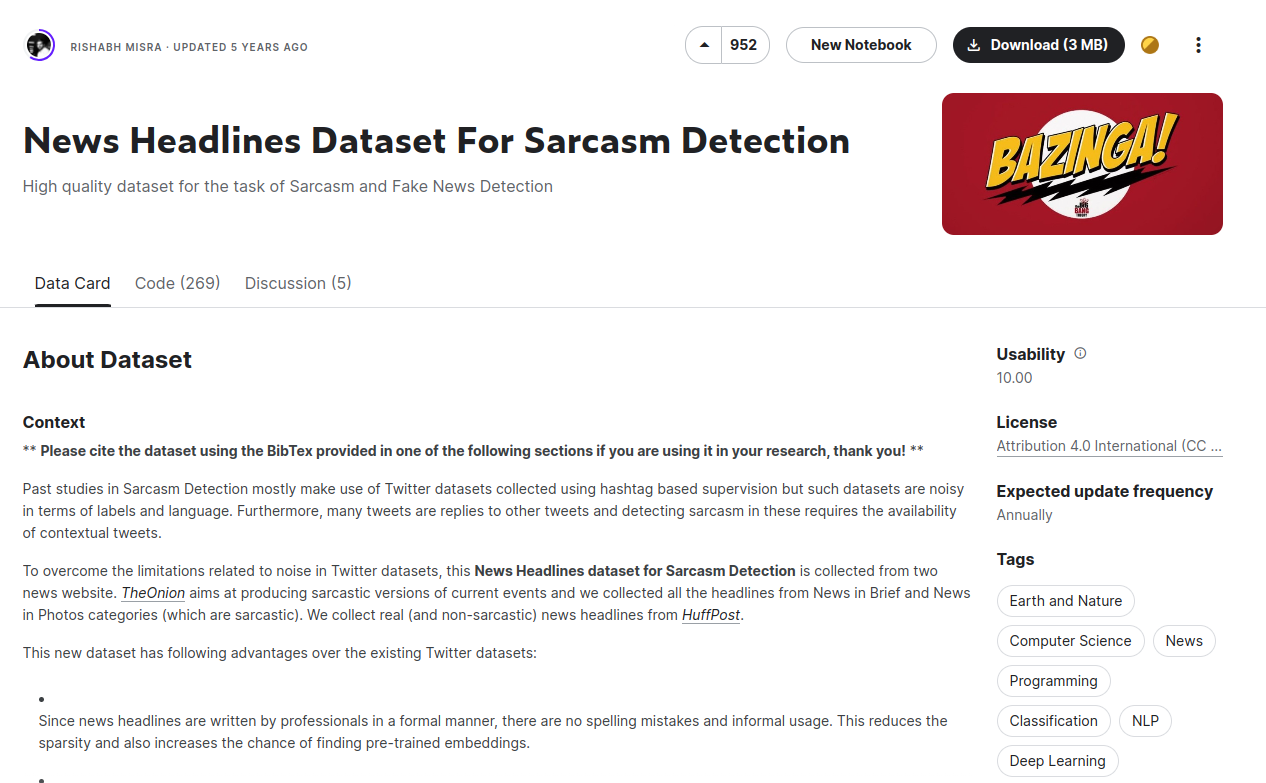 RISHABH MISRA · UPDATED 5 YEARS AGO
952
New Notebook
Download (3 MB)
News Headlines Dataset For Sarcasm Detection
High quality dataset for the task of Sarcasm and Fake News Detection
BAZINGA!
THE BIG BANG THEORY
Data Card
Code (269)
Discussion (5)
About Dataset
Context
** Please cite the dataset using the BibTex provided in one of the following sections if you are using it in your research, thank you! **
Past studies in Sarcasm Detection mostly make use of Twitter datasets collected using hashtag based supervision but such datasets are noisy
in terms of labels and language. Furthermore, many tweets are replies to other tweets and detecting sarcasm in these requires the availability
of contextual tweets.
To overcome the limitations related to noise in Twitter datasets, this News Headlines dataset for Sarcasm Detection is collected from two
news website. TheOnion aims at producing sarcastic versions of current events and we collected all the headlines from News in Brief and News
in Photos categories (which are sarcastic). We collect real (and non-sarcastic) news headlines from HuffPost.
This new dataset has following advantages over the existing Twitter datasets:
•
Since news headlines are written by professionals in a formal manner, there are no spelling mistakes and informal usage. This reduces the
sparsity and also increases the chance of finding pre-trained embeddings.
•
Usability
10.00
License
Attribution 4.0 International (CC ...
Expected update frequency
Annually
Tags
Earth and Nature
Computer Science
News
Programming
Classification
NLP
Deep Learning